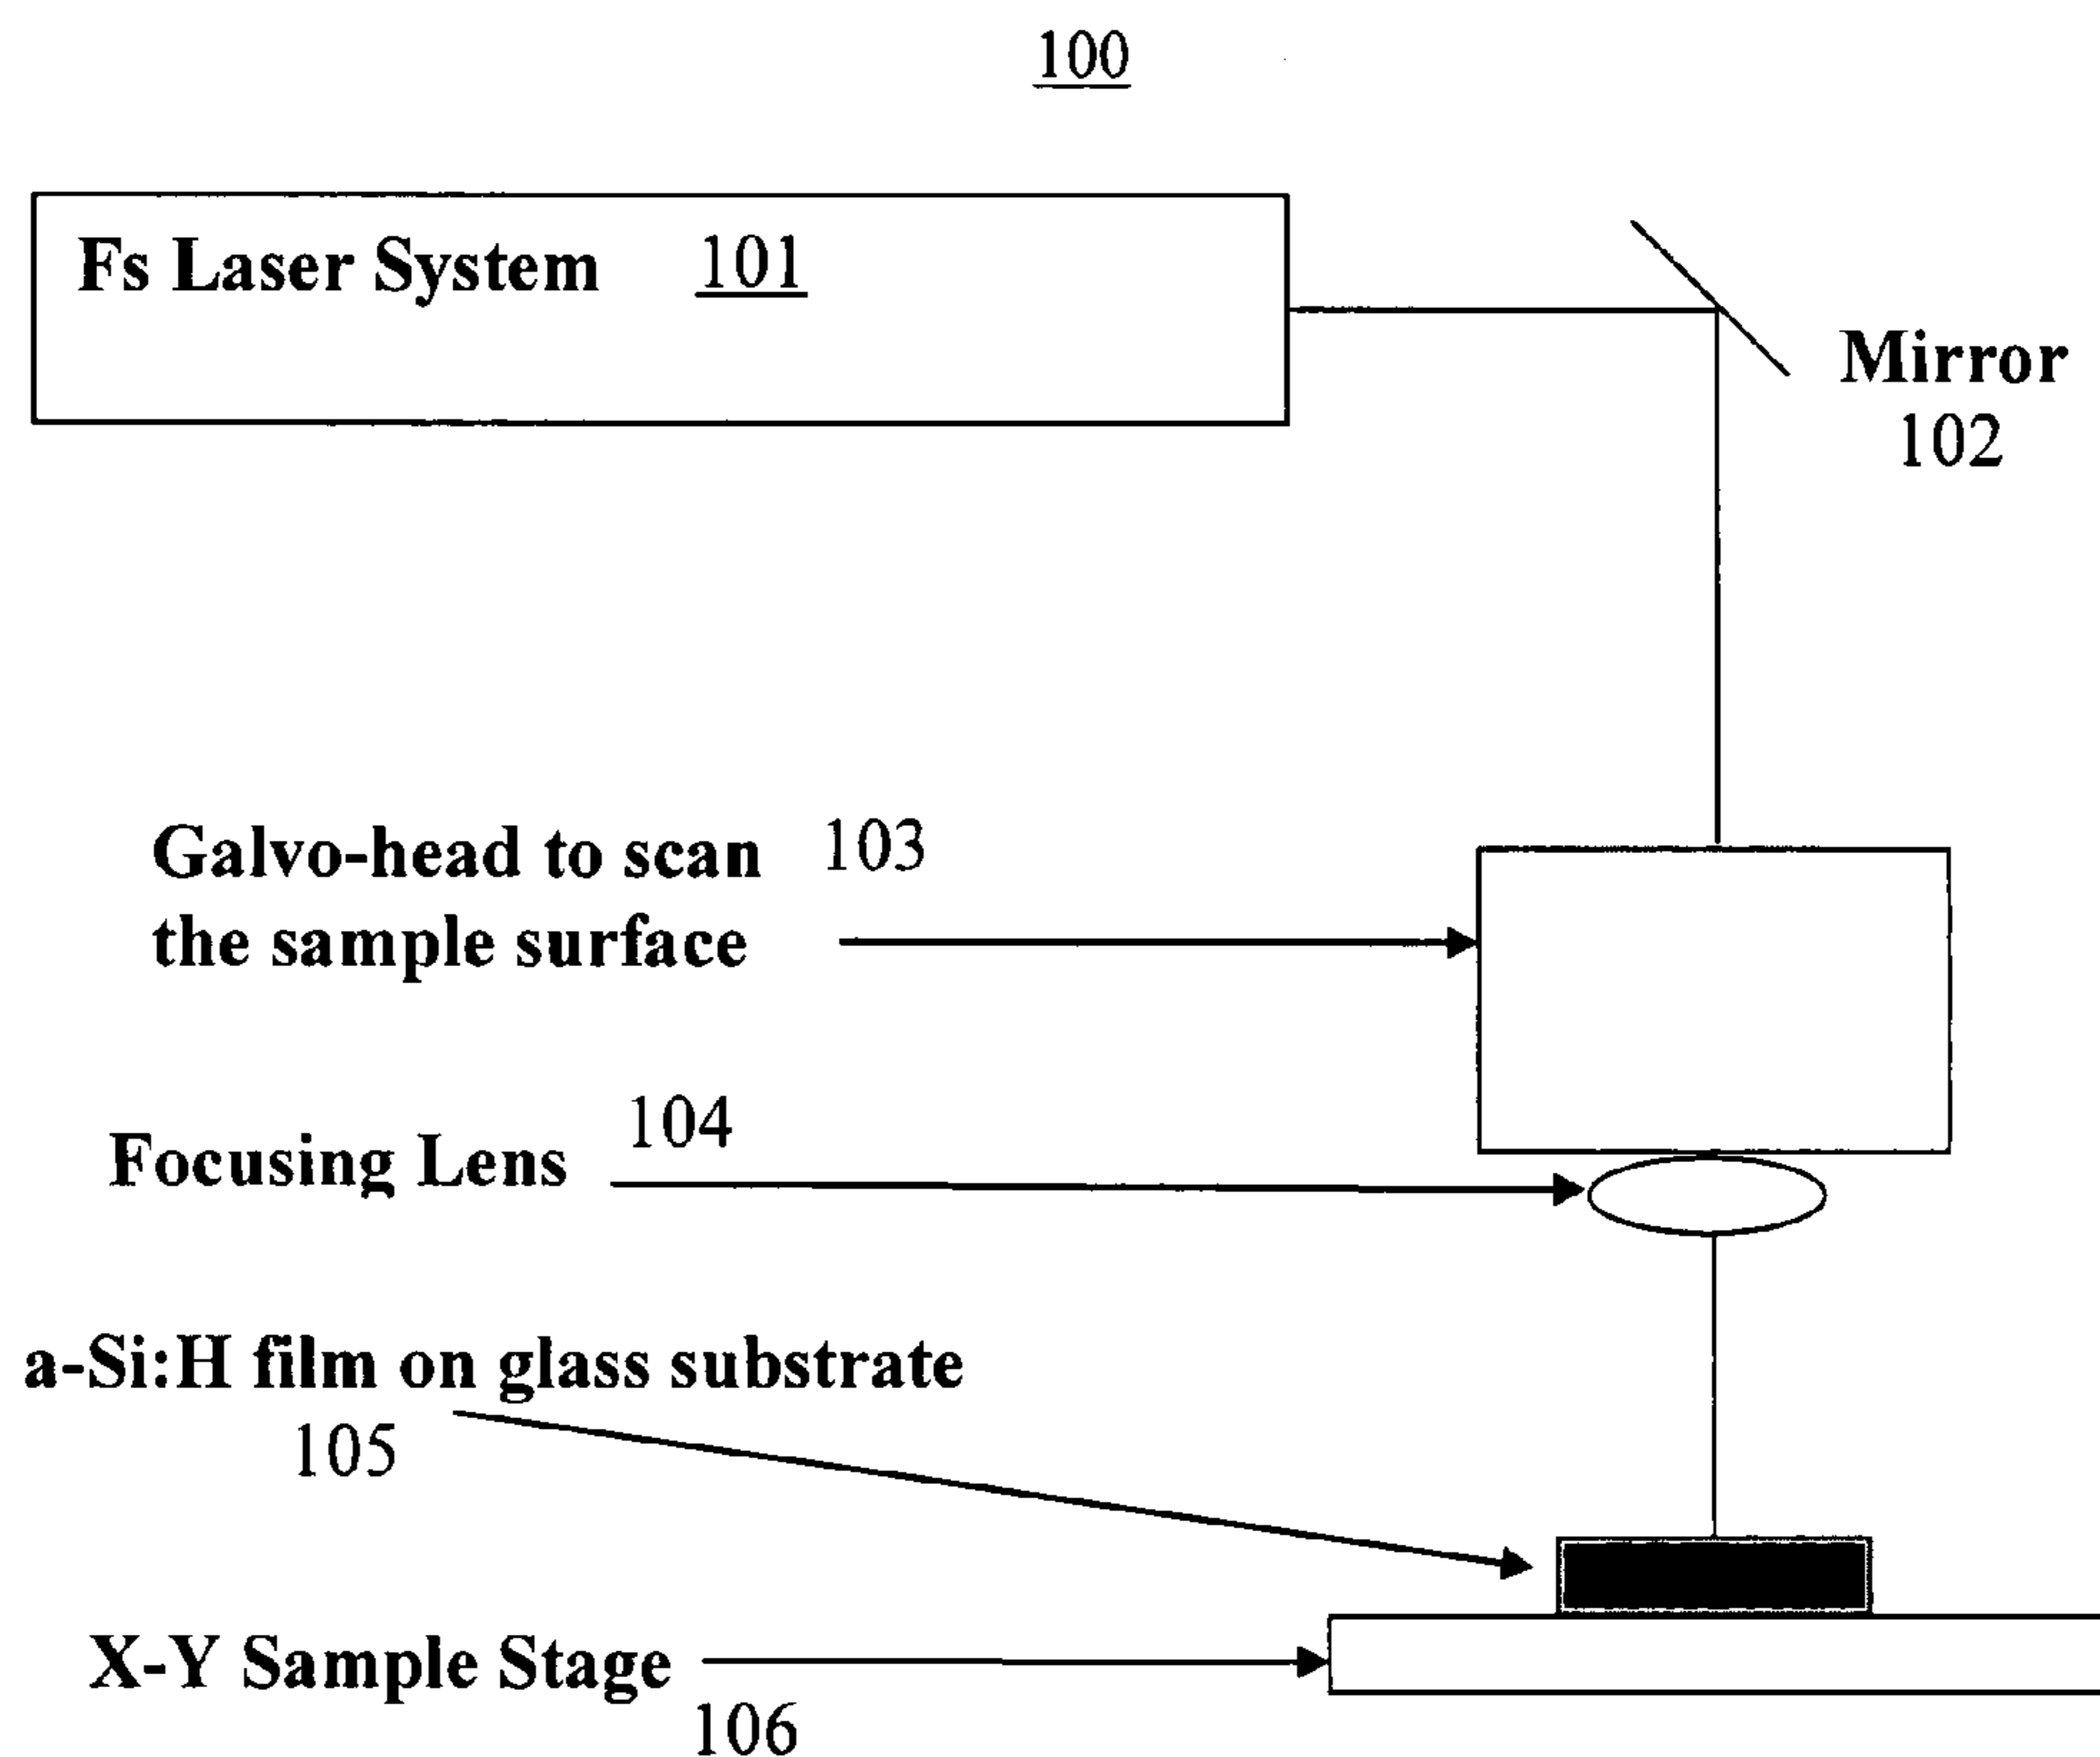 100
Fs Laser System 101
Mirror
102
Galvo-head to scan 103
the sample surface
104
Focusing Lens
a-Si:H film on glass substrate
105
X-Y Sample Stage
106